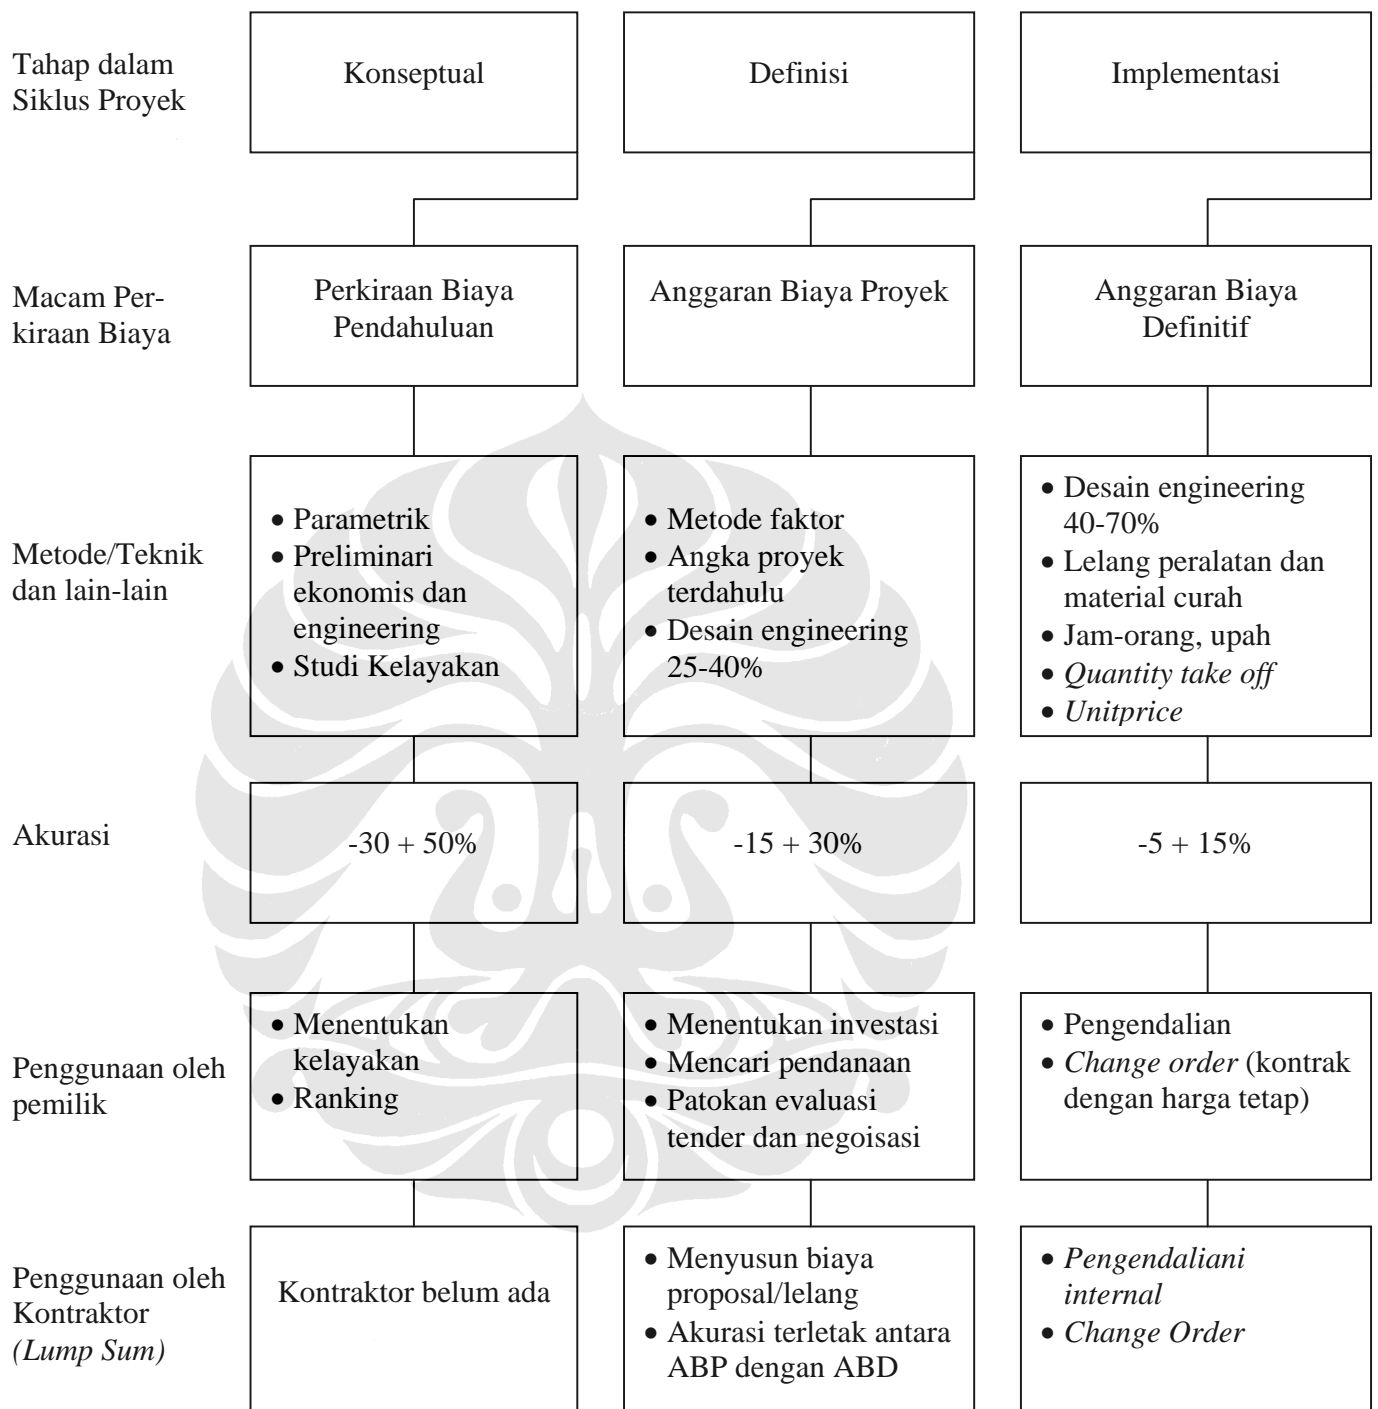 Tahap dalam
Siklus Proyek
Konseptual
Definisi
Implementasi
Macam Per-
kiraan Biaya
Perkiraan Biaya
Pendahuluan
Anggaran Biaya Proyek
Anggaran Biaya
Definitif
Metode/Teknik
dan lain-lain
• Parametrik
• Preliminari
ekonomis dan
engineering
• Studi Kelayakan
• Metode faktor
• Angka proyek
terdahulu
• Desain engineering
25-40%
• Desain engineering
40-70%
• Lelang peralatan dan
material curah
• Jam-orang, upah
• Quantity take off
• Unitprice
Akurasi
-30 + 50%
-15 + 30%
-5 + 15%
Penggunaan oleh
pemilik
• Menentukan
kelayakan
• Ranking
• Menentukan investasi
• Mencari pendanaan
• Patokan evaluasi
tender dan negoisasi
• Pengendalian
• Change order (kontrak
dengan harga tetap)
Penggunaan oleh
Kontraktor
(Lump Sum)
Kontraktor belum ada
• Menyusun biaya
proposal/lelang
• Akurasi terletak antara
ABP dengan ABD
• Pengendaliani
internal
• Change Order